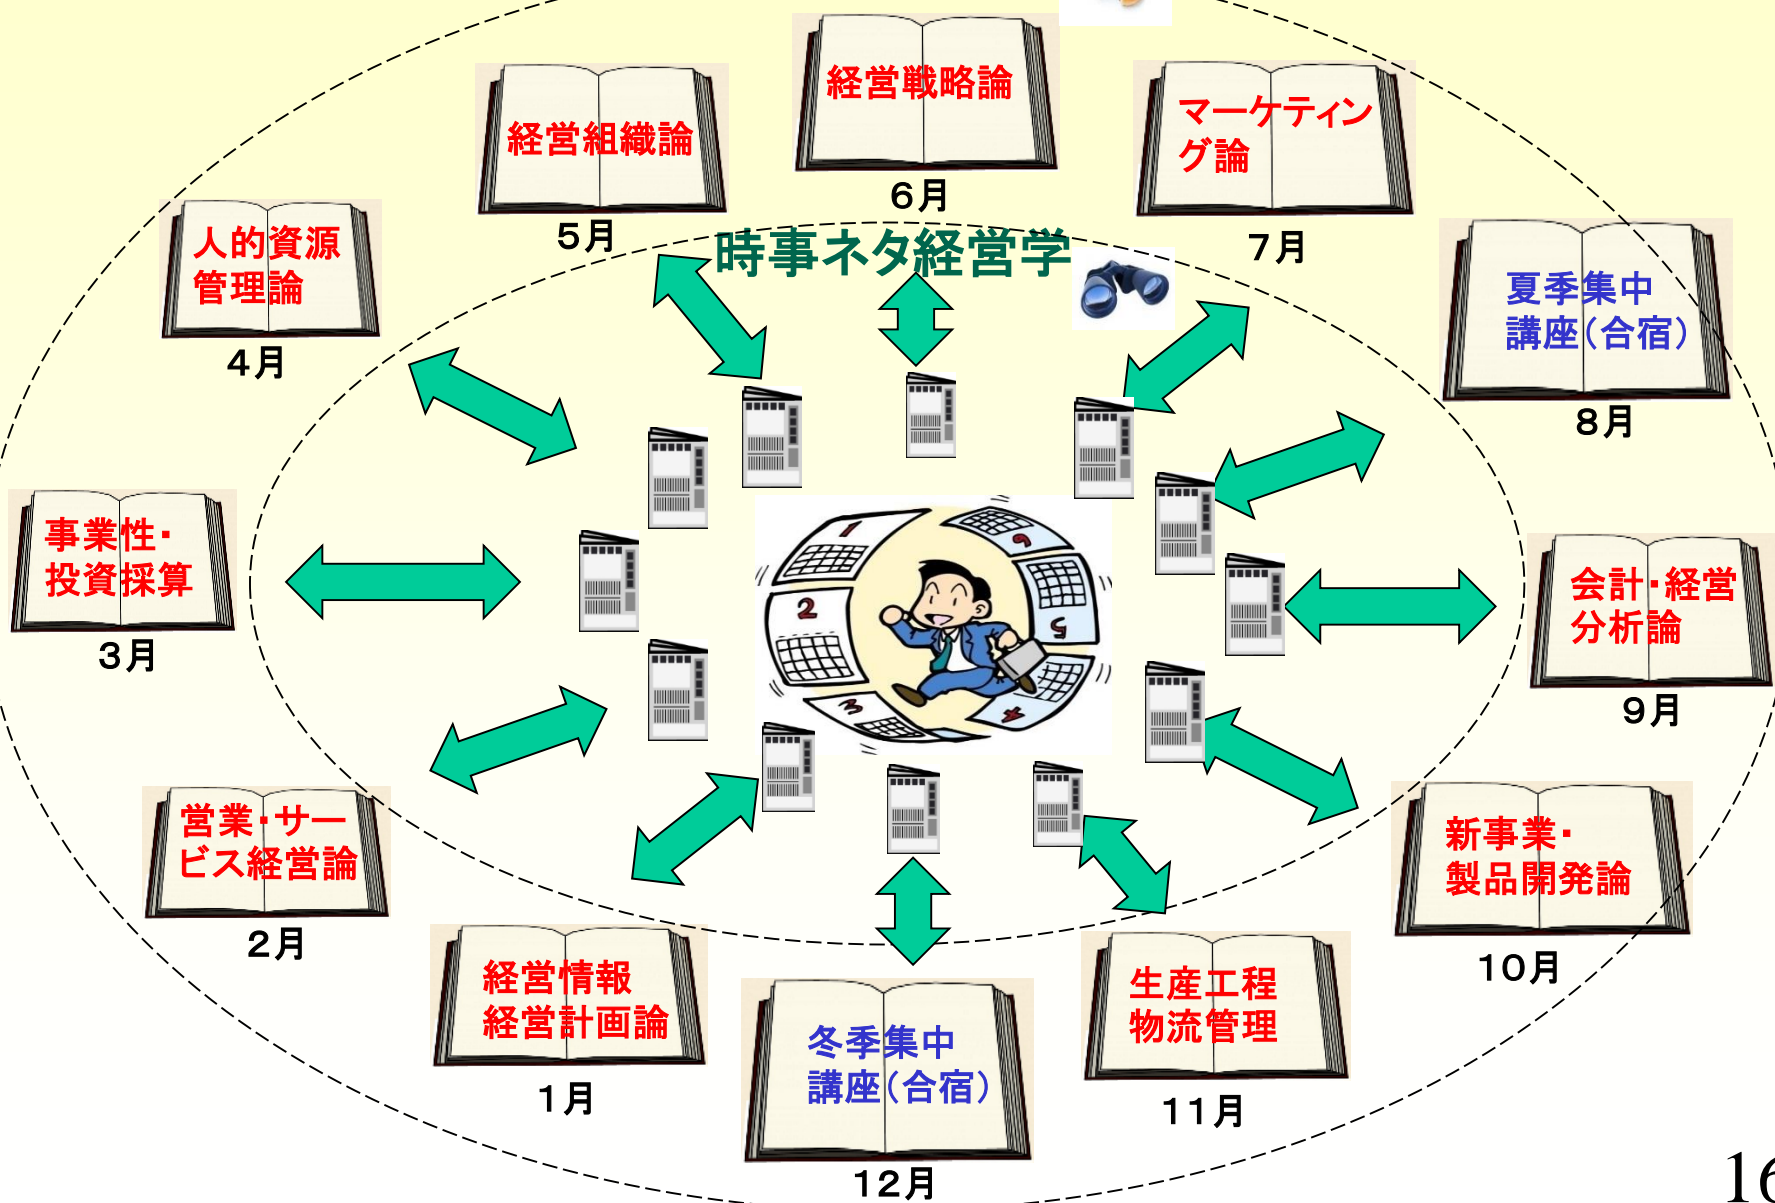 経営戦略論
6月
マーケティン
グ論
7月
経営組織論
5月
時事ネタ経営学
人的資源
管理論
4月
夏季集中
講座(合宿)
8月
事業性・
投資採算
3月
会計・経営
分析論
9月
1
2
3
4
5
6
営業・サー
ビス経営論
2月
新事業・
製品開発論
10月
経営情報
経営計画論
1月
冬季集中
講座(合宿)
12月
生産工程
物流管理
11月
16